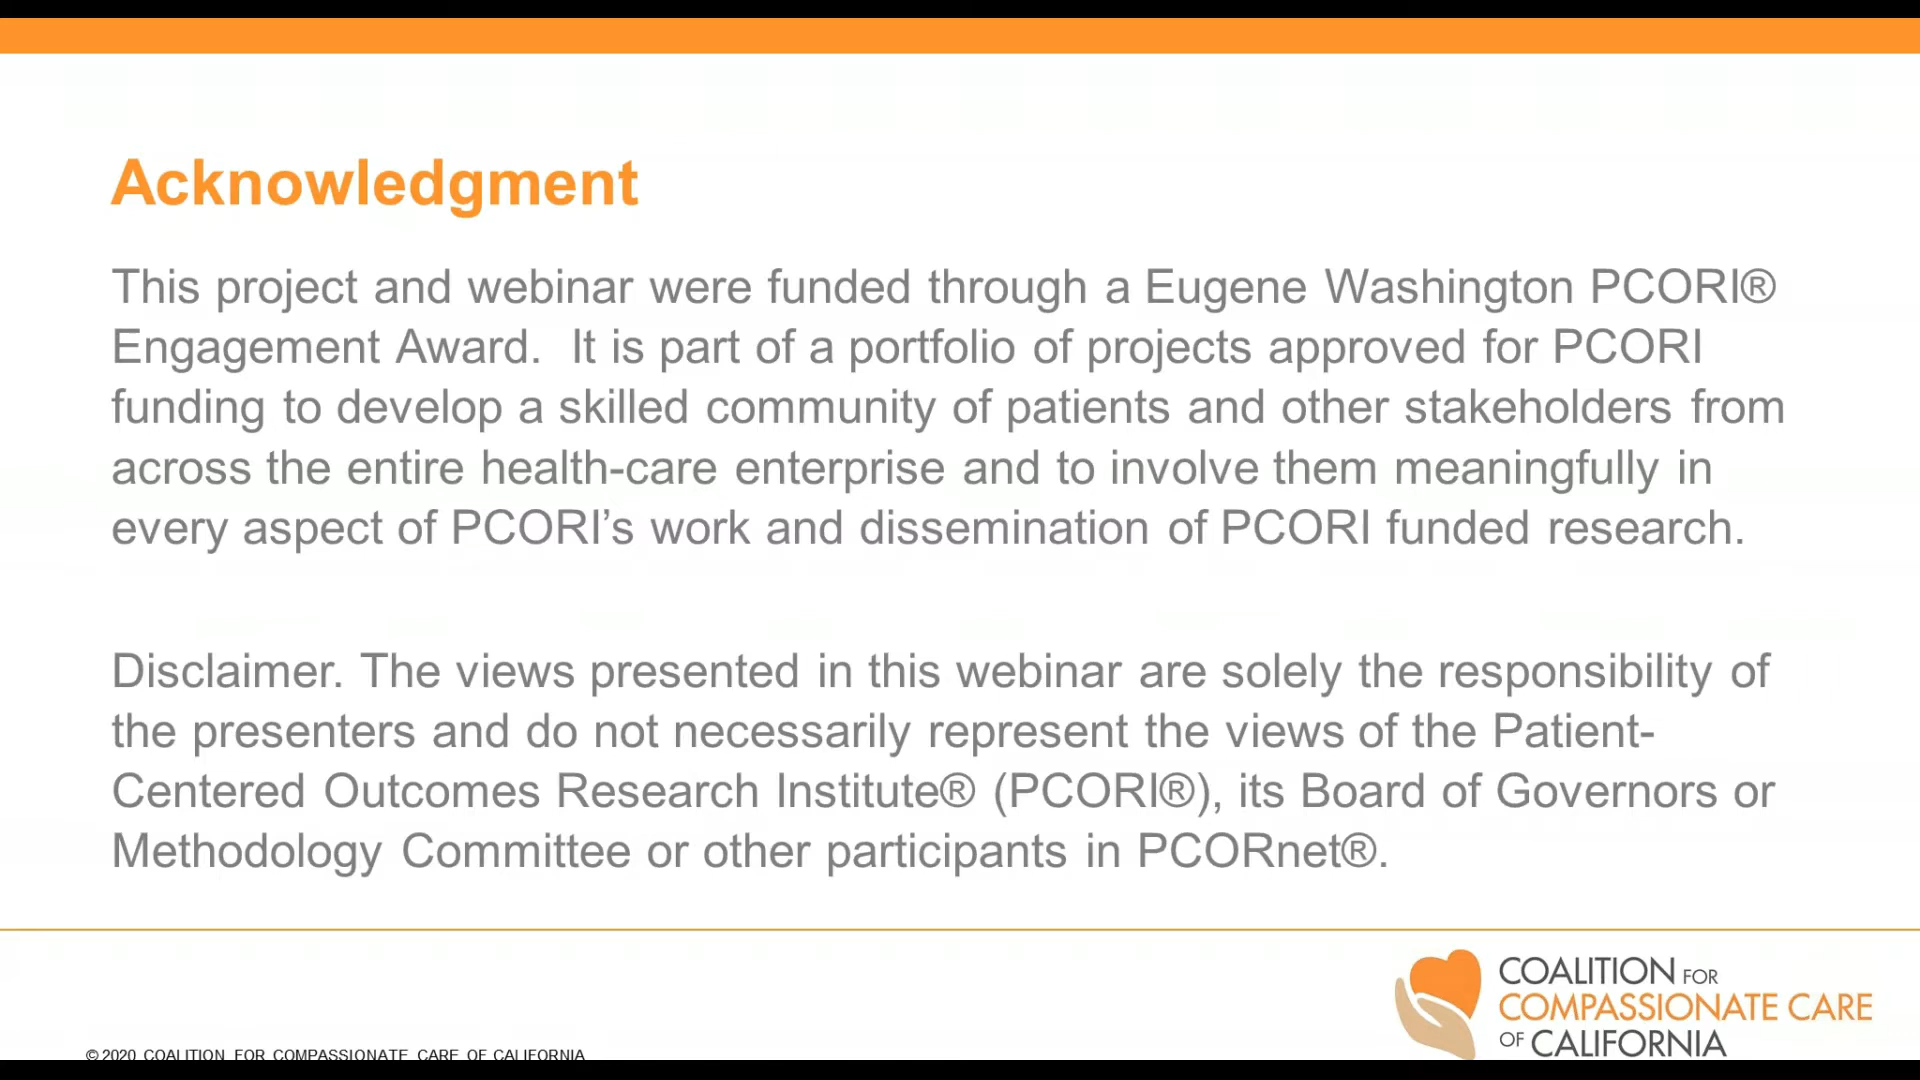 Acknowledgment
This project and webinar were funded through a Eugene Washington PCORI®
Engagement Award.  It is part of a portfolio of projects approved for PCORI
funding to develop a skilled community of patients and other stakeholders from
across the entire health-care enterprise and to involve them meaningfully in
every aspect of PCORI’s work and dissemination of PCORI funded research.
Disclaimer. The views presented in this webinar are solely the responsibility of
the presenters and do not necessarily represent the views of the Patient-
Centered Outcomes Research Institute® (PCORI®), its Board of Governors or
Methodology Committee or other participants in PCORnet®.
COALITION FOR
COMPASSIONATE CARE
OF CALIFORNIA
© 2020 COALITION FOR COMPASSIONATE CARE OF CALIFORNIA